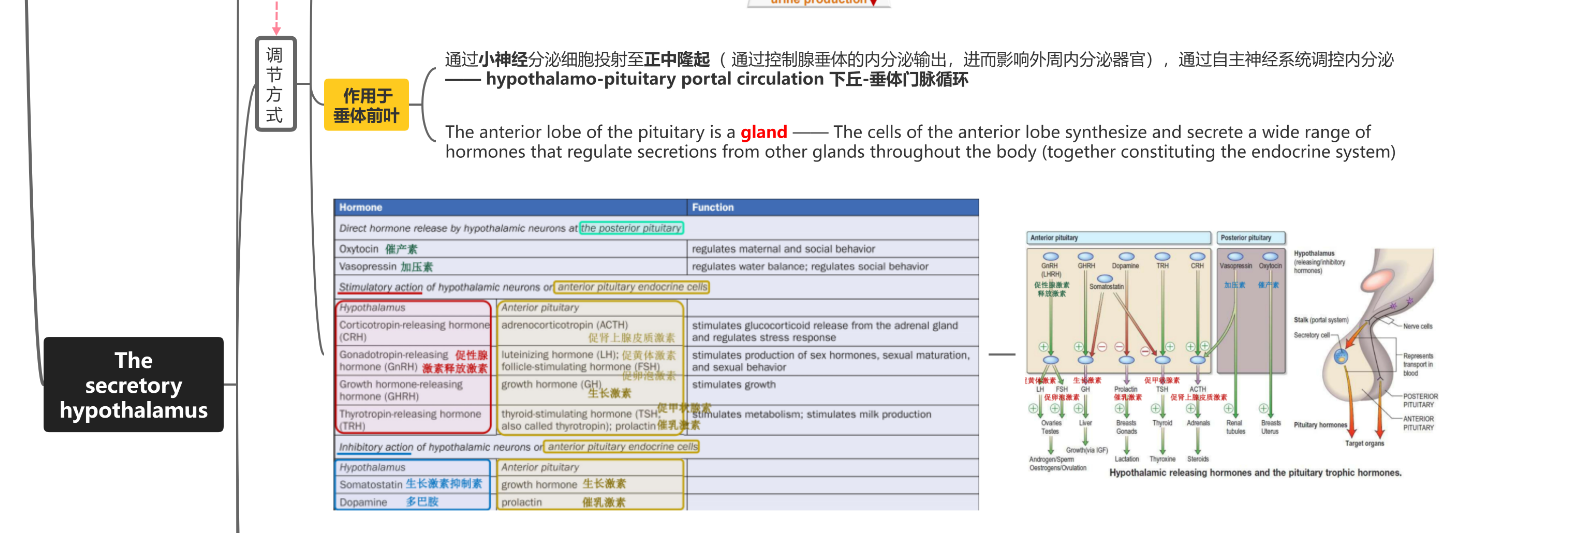 urine production
调
节
方
式
作用于
垂体前叶
通过小神经分泌细胞投射至正中隆起（ 通过控制腺垂体的内分泌输出，进而影响外周内分泌器官），通过自主神经系统调控内分泌
—— hypothalamo-pituitary portal circulation 下丘-垂体门脉循环
The anterior lobe of the pituitary is a gland —— The cells of the anterior lobe synthesize and secrete a wide range of
hormones that regulate secretions from other glands throughout the body (together constituting the endocrine system)
The
secretory
hypothalamus
Hormone Function
Direct hormone release by hypothalamic neurons at the posterior pituitary
Oxytocin 催产素 regulates maternal and social behavior
Vasopressin 加压素 regulates water balance; regulates social behavior
Stimulatory action of hypothalamic neurons or anterior pituitary endocrine cells
Hypothalamus Anterior pituitary
Corticotropin-releasing hormone adrenocorticotropin (ACTH) stimulates glucocorticoid release from the adrenal gland
(CRH) 促肾上腺皮质激素 and regulates stress response
Gonadotropin-releasing 促性腺 luteinizing hormone (LH); 促黄体激素 stimulates production of sex hormones, sexual maturation,
hormone (GnRH) 激素释放激素 follicle-stimulating hormone (FSH) and sexual behavior
促卵泡激素
Growth hormone-releasing growth hormone (GH) stimulates growth
hormone (GHRH) 生长激素
促甲状腺素
Thyrotropin-releasing hormone thyroid-stimulating hormone (TSH, stimulates metabolism; stimulates milk production
(TRH) also called thyrotropin); prolactin 催乳激素
Inhibitory action of hypothalamic neurons or anterior pituitary endocrine cells
Hypothalamus Anterior pituitary
Somatostatin 生长激素抑制素 growth hormone 生长激素
Dopamine 多巴胺 prolactin 催乳激素
Anterior pituitary Posterior pituitary
GnRH GHRH Dopamine TRH CRH Vasopressin Oxytocin
(LHRH)
Somatostatin
促性腺激素
释放激素
加压素 催产素
黄体激素 生长激素 促甲状腺素
LH FSH GH Prolactin TSH ACTH
促卵泡激素 催乳激素 促肾上腺皮质激素
Ovaries Liver Breasts Thyroid Adrenals Renal Breasts
Testes Gonads tubules Uterus
Growth(via IGF)
Androgen/Sperm Lactation Thyroxine Steroids
Oestrogens/Ovulation
Hypothalamus
(releasing/inhibitory
hormones)
Stalk (portal system)
Nerve cells
Secretory cell
Represents
transport in
blood
POSTERIOR
PITUITARY
ANTERIOR
PITUITARY
Pituitary hormones
Target organs
Hypothalamic releasing hormones and the pituitary trophic hormones.